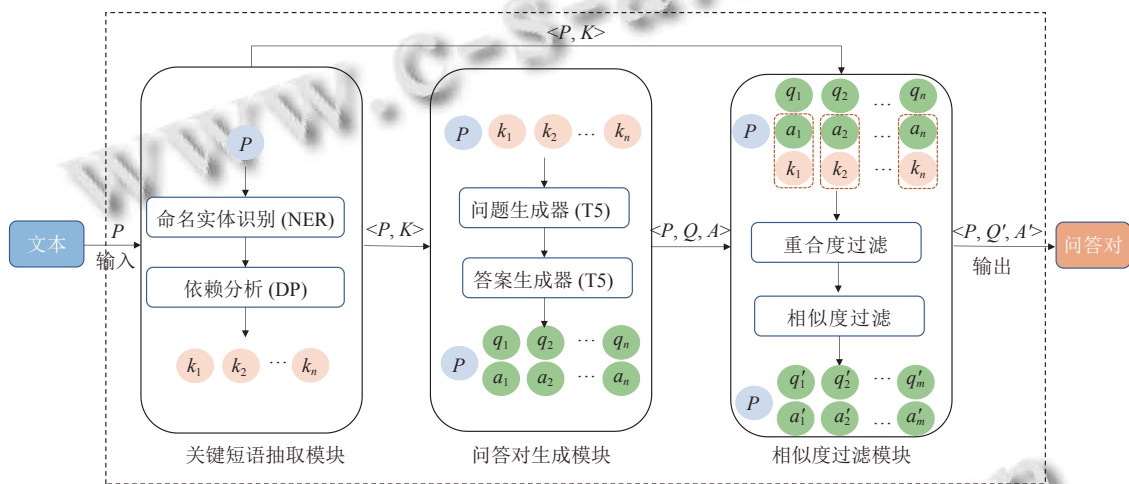 www.c-s-a
<P, K>
P
命名实体识别 (NER)
依赖分析 (DP)
k₁ k₂ … kₙ
关键短语抽取模块
文本
P
输入
<P, K>
P k₁ k₂ … kₙ
问题生成器 (T5)
答案生成器 (T5)
q₁ q₂ … qₙ
P
a₁ a₂ … aₙ
问答对生成模块
<P, Q, A>
q₁ q₂ … qₙ
P a₁ a₂ … aₙ
k₁ k₂ … kₙ
重合度过滤
相似度过滤
q′₁ q′₂ … q′ₘ
P
a′₁ a′₂ … a′ₘ
相似度过滤模块
<P, Q′, A′>
输出
问答对